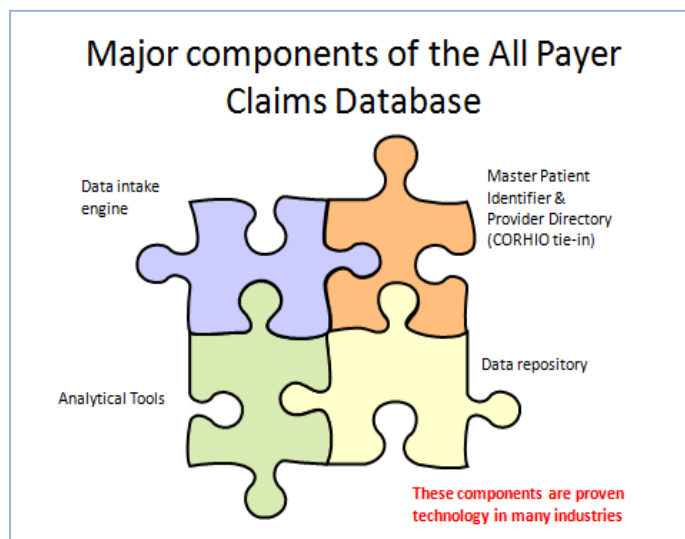 Major components of the All Payer
Claims Database
Data intake
engine
Master Patient
Identifier &
Provider Directory
(CORHIO tie-in)
Analytical Tools
Data repository
These components are proven
technology in many industries